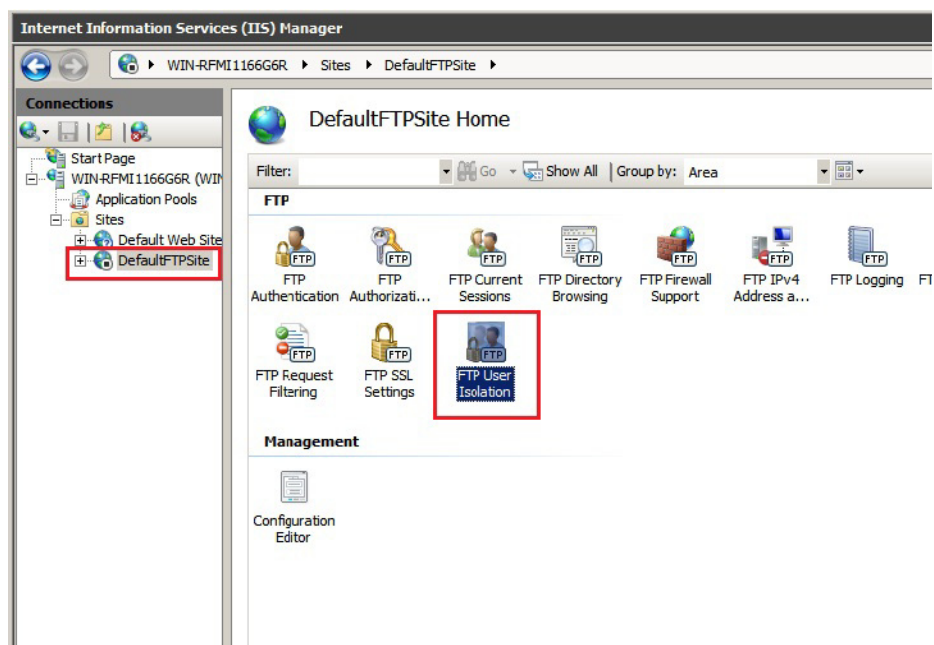 Internet Information Services (IIS) Manager
WIN-RFMI1166G6R Sites DefaultFTPSite
Connections
Start Page
WIN-RFMI1166G6R (WIN
Application Pools
Sites
Default Web Site
DefaultFTPSite
DefaultFTPSite Home
Filter: Go Show All Group by: Area
FTP
FTP FTP FTP FTP FTP FTP FTP
FTP Authentication
FTP Authorizati...
FTP Current Sessions
FTP Directory Browsing
FTP Firewall Support
FTP IPv4 Address a...
FTP Logging
FT
FTP FTP FTP
FTP Request Filtering
FTP SSL Settings
FTP User Isolation
Management
Configuration Editor